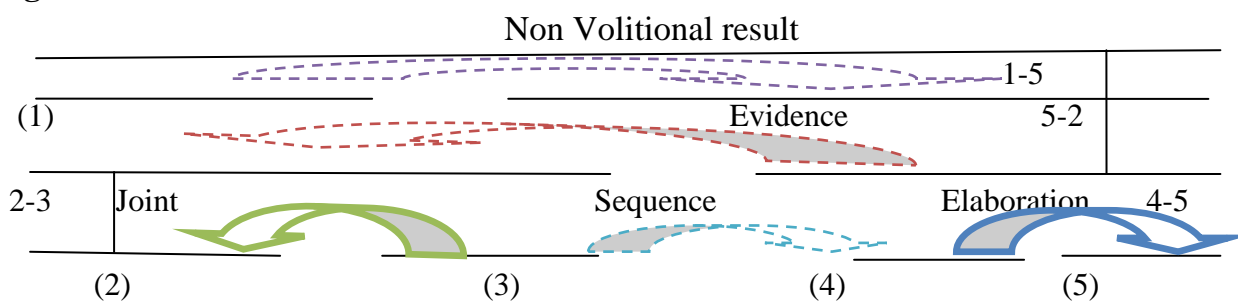 Non Volitional result
1-5
(1) Evidence 5-2
2-3 Joint Sequence Elaboration 4-5
(2) (3) (4) (5)